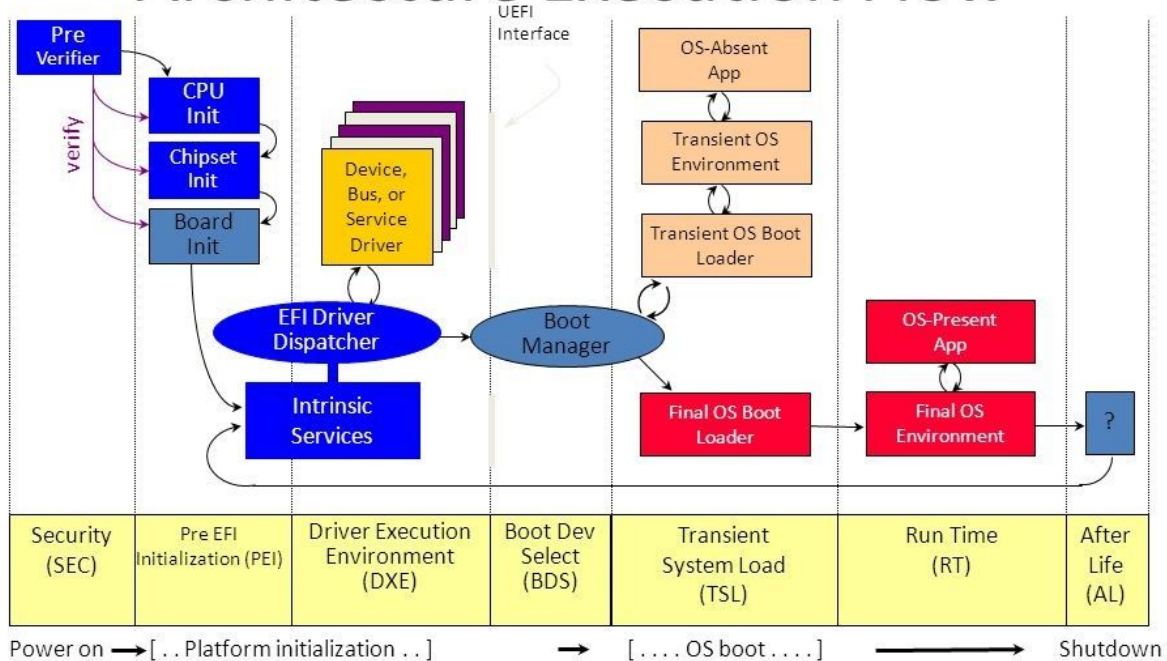 UEFI
Interface
Pre
Verifier
verify
CPU
Init
Chipset
Init
Board
Init
Device,
Bus, or
Service
Driver
EFI Driver
Dispatcher
Intrinsic
Services
Boot
Manager
OS-Absent
App
Transient OS
Environment
Transient OS Boot
Loader
Final OS Boot
Loader
OS-Present
App
Final OS
Environment
?
Security
(SEC)
Pre EFI
Initialization (PEI)
Driver Execution
Environment
(DXE)
Boot Dev
Select
(BDS)
Transient
System Load
(TSL)
Run Time
(RT)
After
Life
(AL)
Power on [ . . Platform initialization . . ] [ . . . . OS boot . . . . ] Shutdown